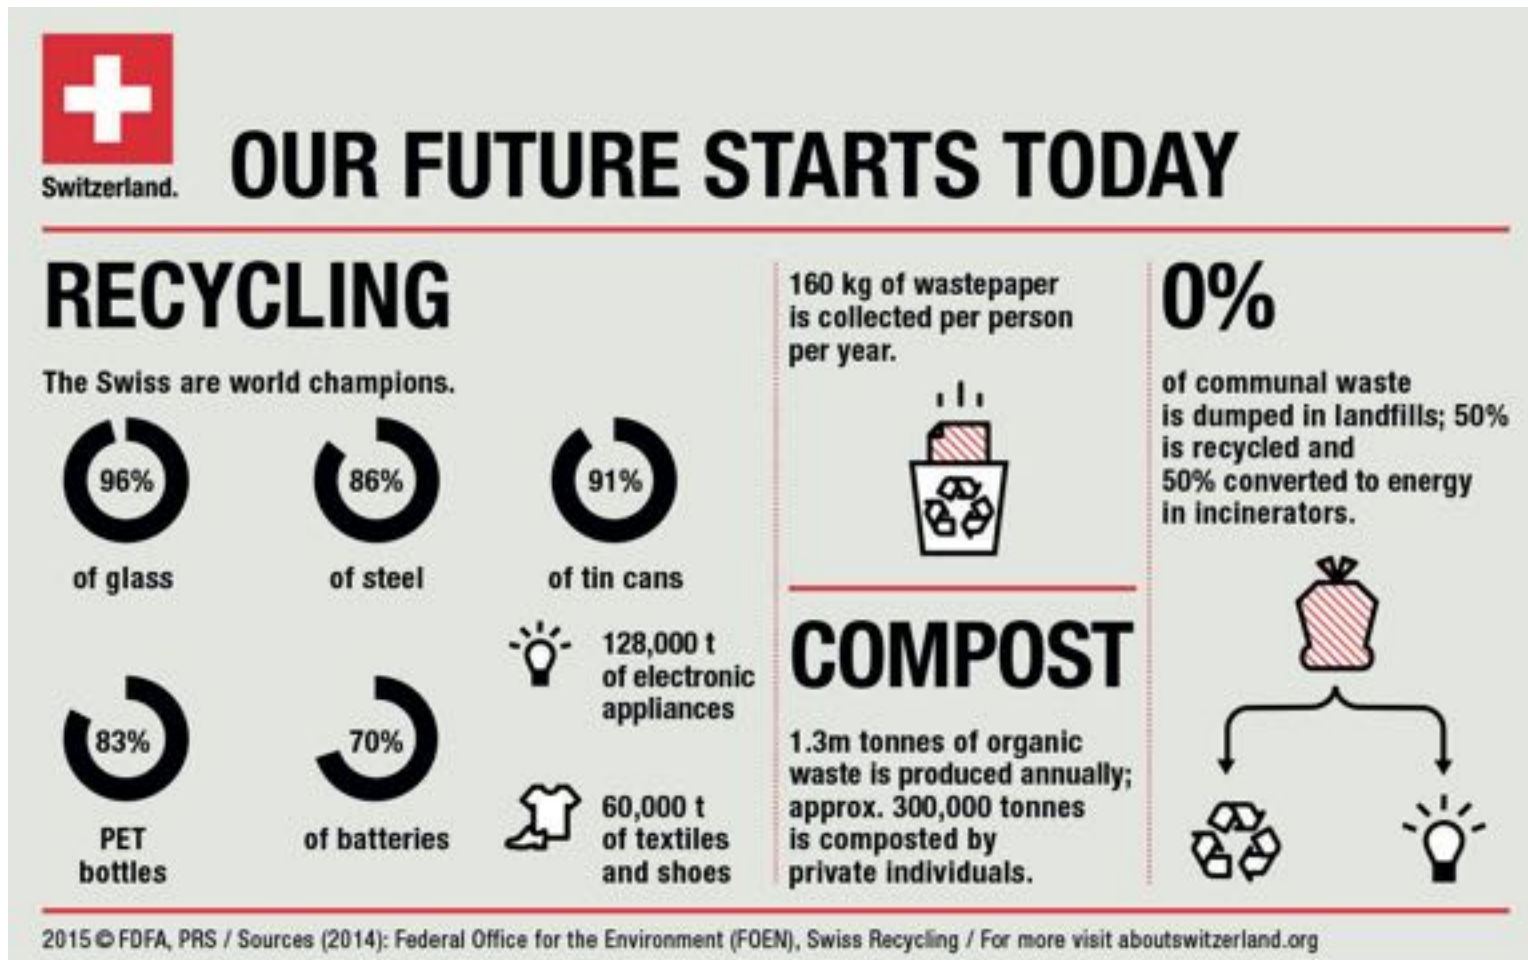 Switzerland.
OUR FUTURE STARTS TODAY
RECYCLING
The Swiss are world champions.
96%
of glass
86%
of steel
91%
of tin cans
83%
PET
bottles
70%
of batteries
128,000 t
of electronic
appliances
60,000 t
of textiles
and shoes
160 kg of wastepaper
is collected per person
per year.
COMPOST
1.3m tonnes of organic
waste is produced annually;
approx. 300,000 tonnes
is composted by
private individuals.
0%
of communal waste
is dumped in landfills; 50%
is recycled and
50% converted to energy
in incinerators.
2015 © FDFA, PRS / Sources (2014): Federal Office for the Environment (FOEN), Swiss Recycling / For more visit aboutswitzerland.org